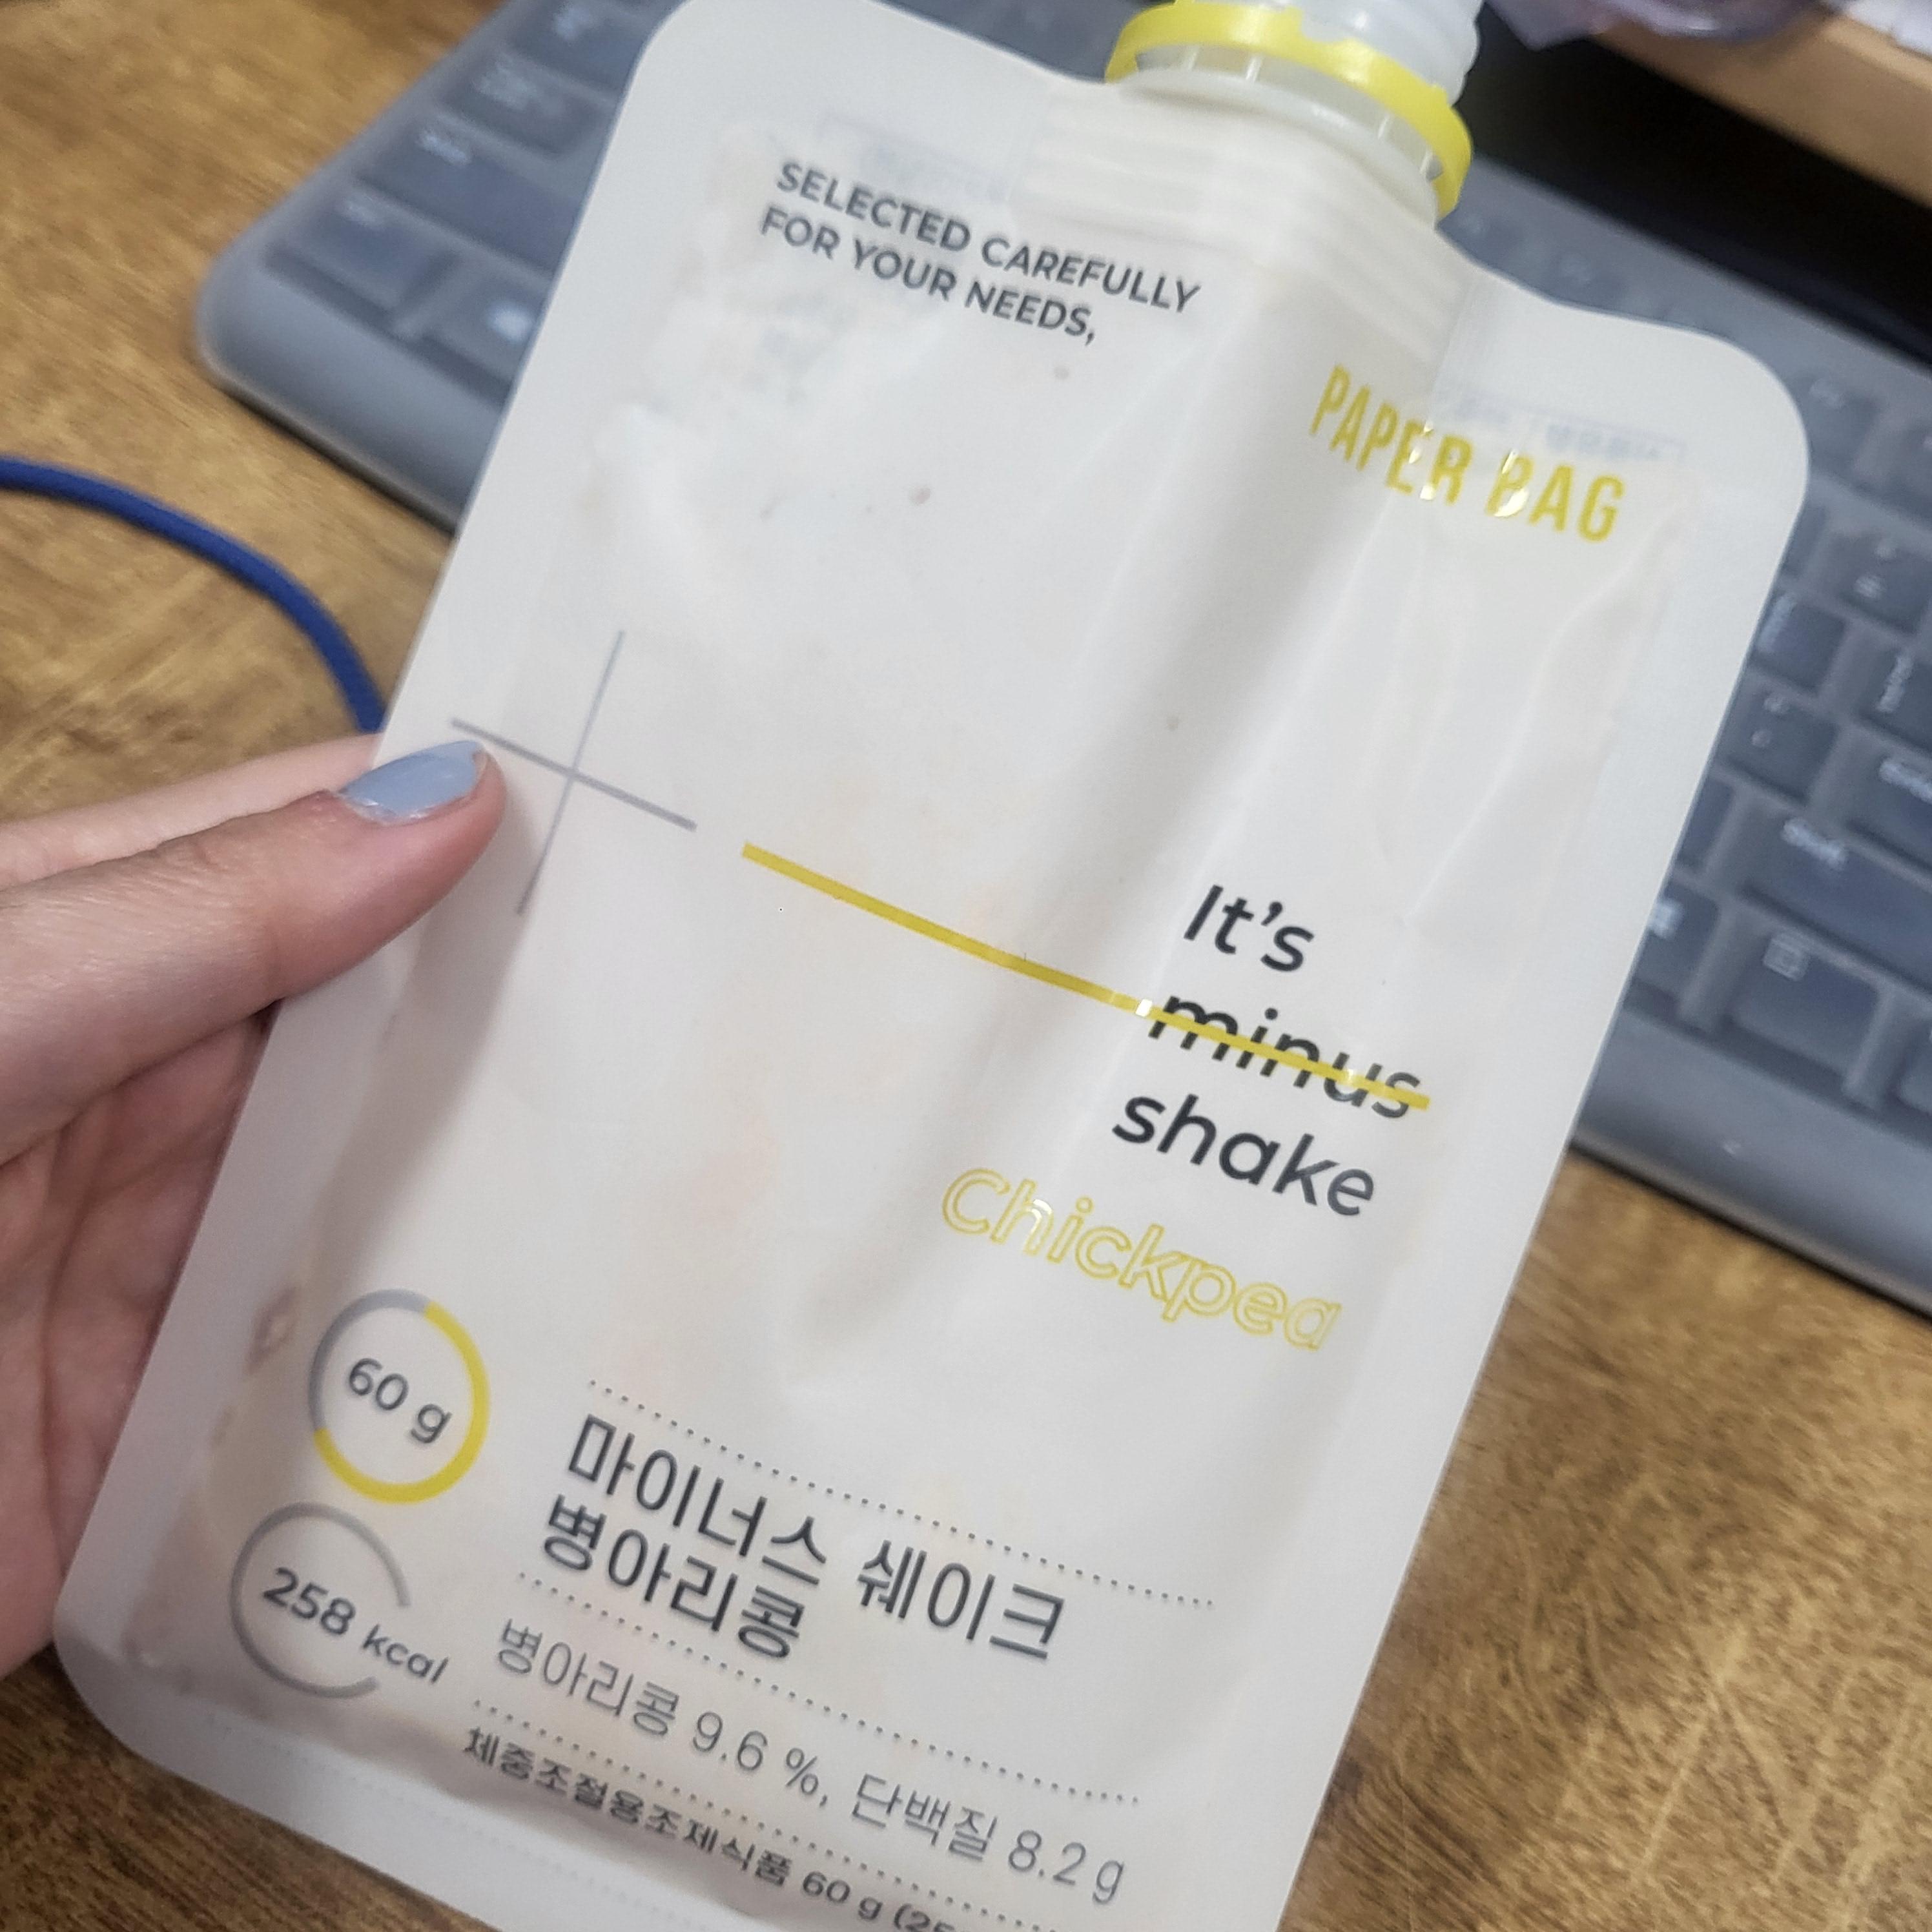 SELECTED CAREFULLY
FOR YOUR NEEDS,
PAPER BAG
It's
minus
shake
Chickpea
60 g
258 kcal
마이너스 쉐이크
병아리콩
병아리콩 9.6 %, 단백질 8.2 g
체중조절용조제식품 60 g